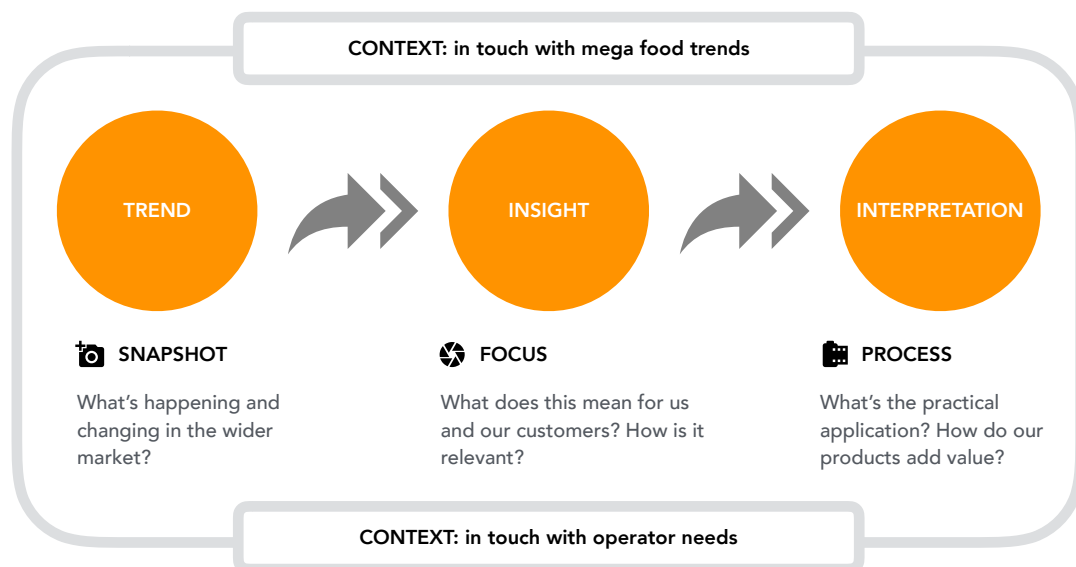 CONTEXT: in touch with mega food trends
TREND
INSIGHT
INTERPRETATION
SNAPSHOT
What’s happening and
changing in the wider
market?
FOCUS
What does this mean for us
and our customers? How is it
relevant?
PROCESS
What’s the practical
application? How do our
products add value?
CONTEXT: in touch with operator needs